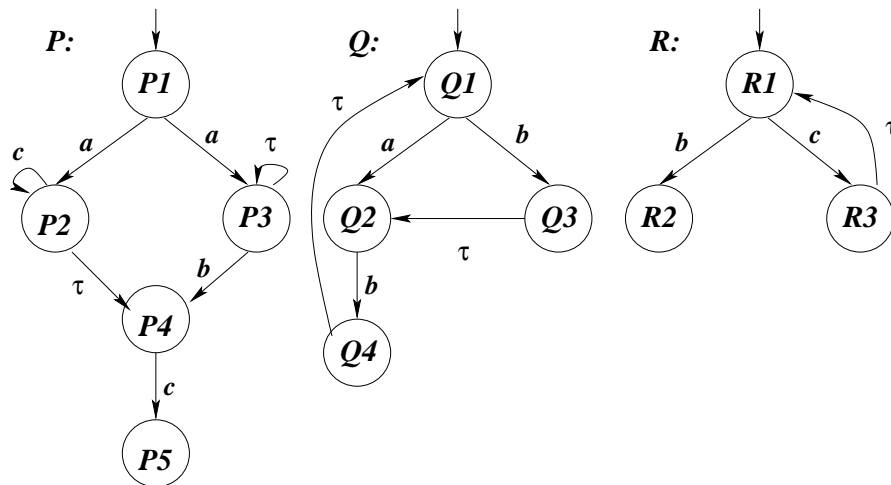 P: Q: R:
P1 Q1 R1
τ τ
a a a b b c
c τ
P2 P3 Q2 Q3 R2 R3
τ b τ
b
P4 Q4
c
P5